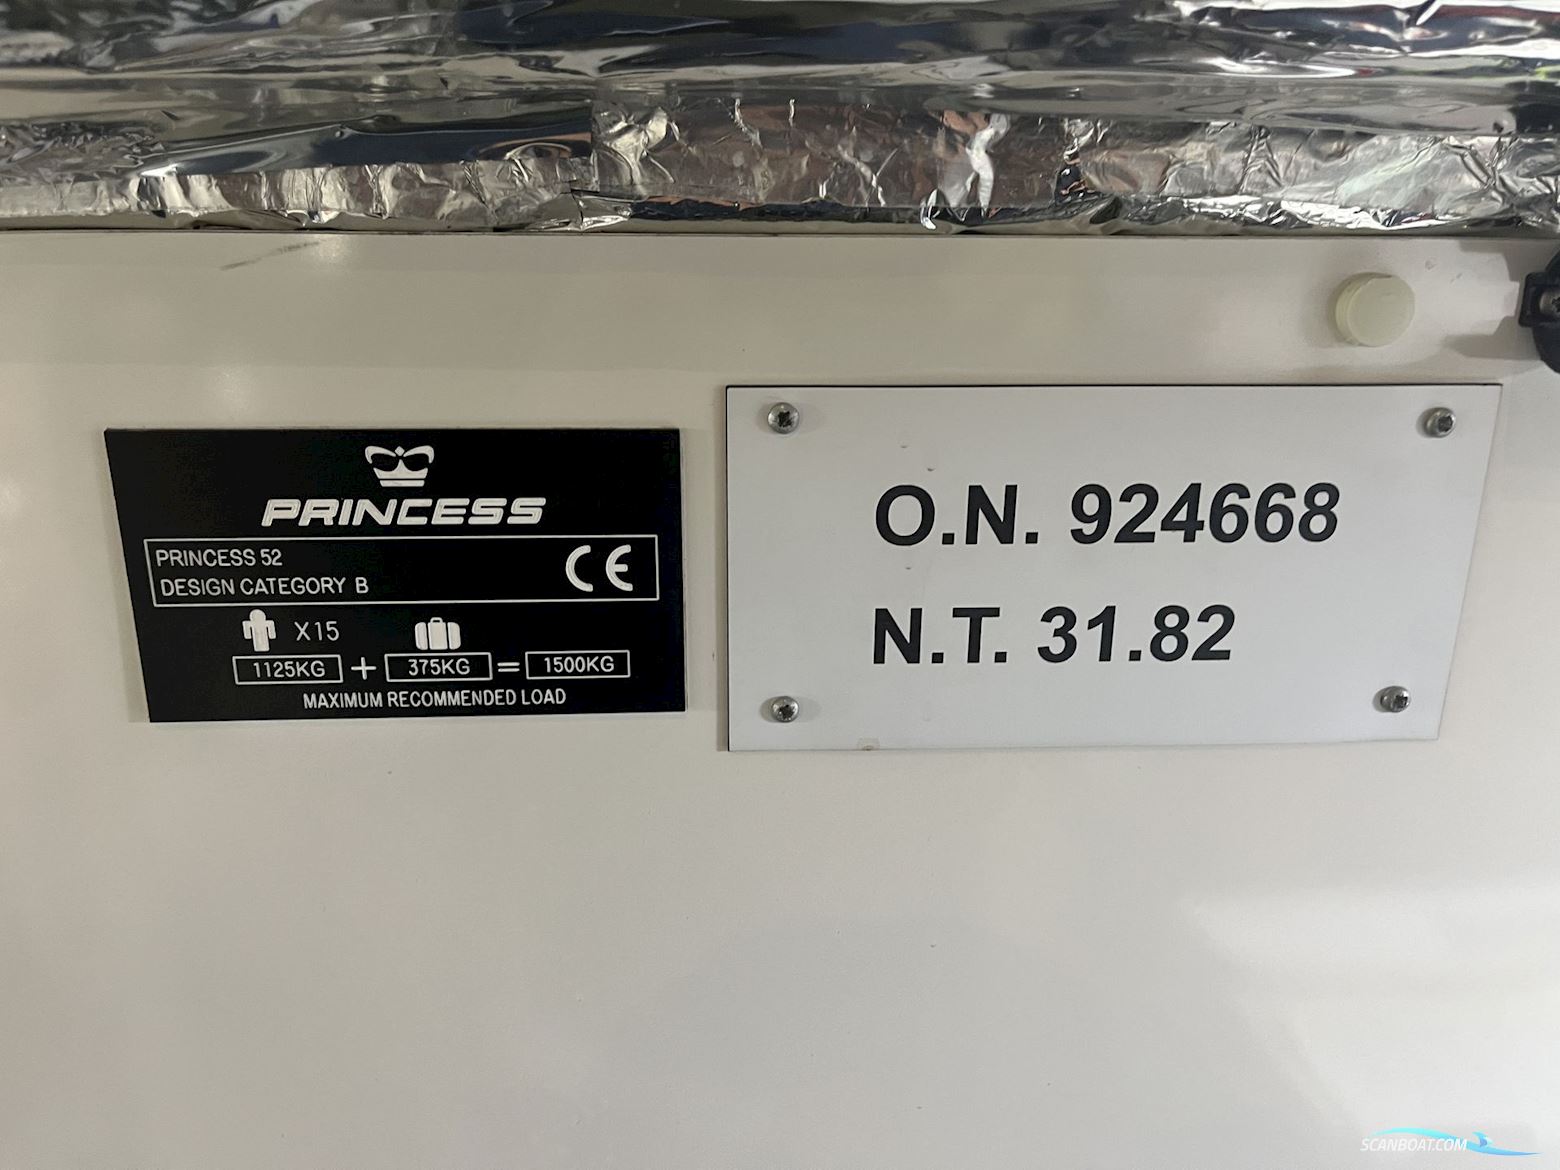 PRINCESS
PRINCESS 52
DESIGN CATEGORY B
CE
X15
1125KG + 375KG = 1500KG
MAXIMUM RECOMMENDED LOAD
O.N. 924668
N.T. 31.82
SCANBOAT.COM